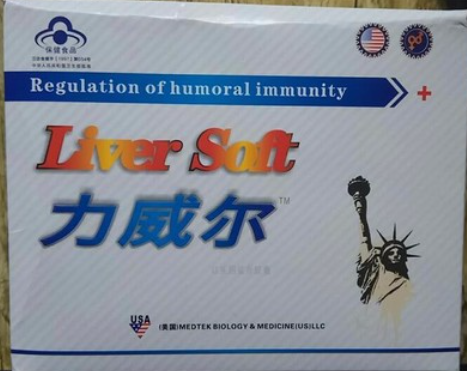 保健食品
Regulation of humoral immunity
Liver Soft
力威尔 TM
USA
(美国)MEDTEK BIOLOGY & MEDICINE(US)LLC